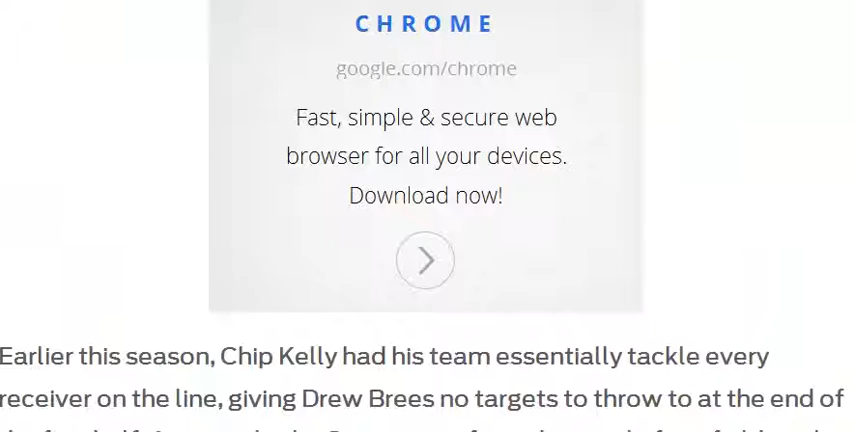 CHROME
google.com/chrome
Fast, simple & secure web
browser for all your devices.
Download now!
Earlier this season, Chip Kelly had his team essentially tackle every
receiver on the line, giving Drew Brees no targets to throw to at the end of